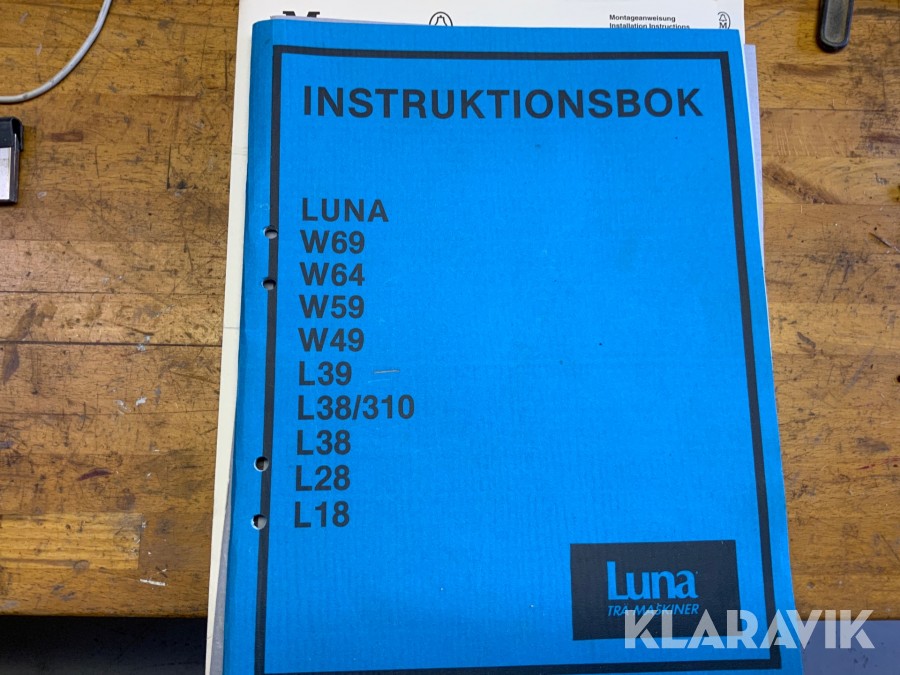 Montageanweisung
Installation Instructions
M
INSTRUKTIONSBOK
LUNA
W69
W64
W59
W49
L39
L38/310
L38
L28
L18
Luna
TRÄ MASKINER
KLARAVIK